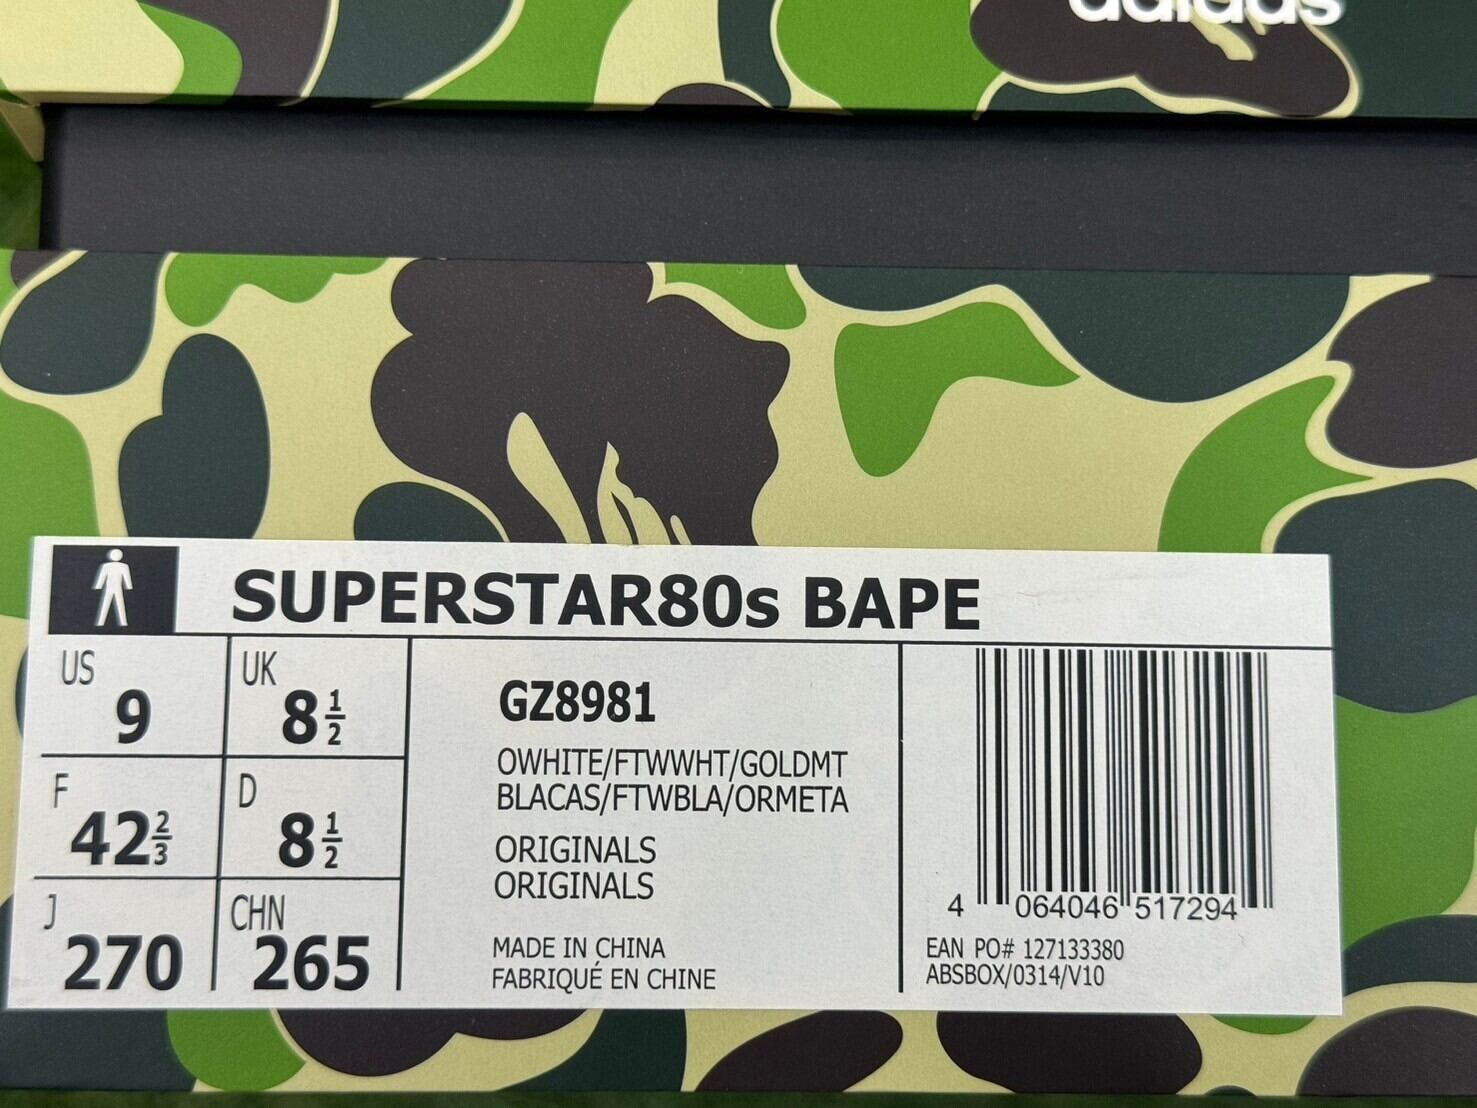 adidas
SUPERSTAR80s BAPE
US 9
UK 8 1/2
F 42 2/3
D 8 1/2
J 270
CHN 265
GZ8981
OWHITE/FTWWHT/GOLDMT
BLACAS/FTWBLA/ORMETA
ORIGINALS
ORIGINALS
MADE IN CHINA
FABRIQUÉ EN CHINE
4 064046 517294
EAN PO# 127133380
ABSBOX/0314/V10